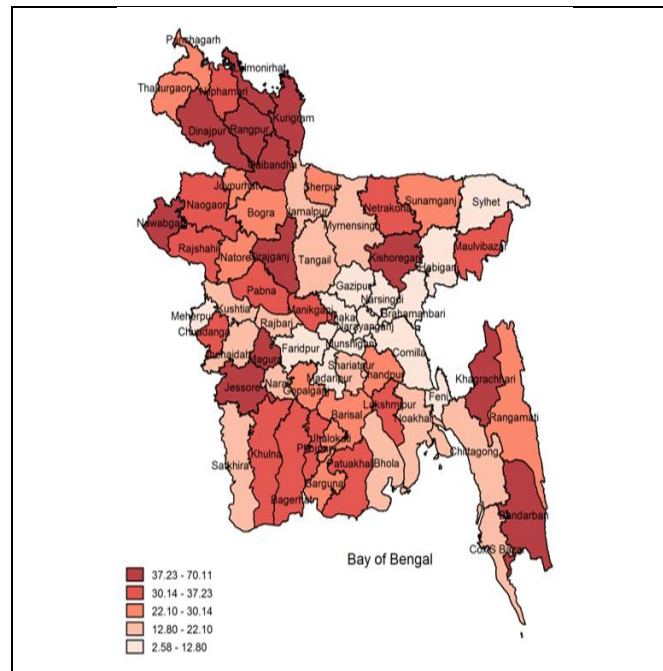 Panchagarh
lmonirhat
Thakurgaon
Nilphamari
Kurigram
Dinajpur
Rangpur
Gaibandha
Joypurhat
Sherpur
Naogaon
Jamalpur
Netrakona
Sunamganj
Sylhet
Bogra
Mymensing
Nawabganj
Rajshahi
Natore
Sirajganj
Tangail
Kishoreganj
Habiganj
Maulvibazar
Gazipur
Pabna
Narsingdi
Meherpur
Kushtia
Manikganj
Dhaka
Brahamanbari
Chuadanga
Rajbari
Narayanganj
Jhenaidah
Faridpur
Munshiganj
Comilla
Magura
Shariatpur
Khagrachhari
Jessore
Narail
Madaripur
Chandpur
Gopalganj
Feni
Rangamati
Barisal
Lakshmipur
Noakhali
Satkhira
Khulna
Jhalokati
Pirojpur
Patuakhali
Bhola
Chittagong
Barguna
Bagerhat
Bandarban
Cox'S Bazar
Bay of Bengal
37.23 - 70.11
30.14 - 37.23
22.10 - 30.14
12.80 - 22.10
2.58 - 12.80